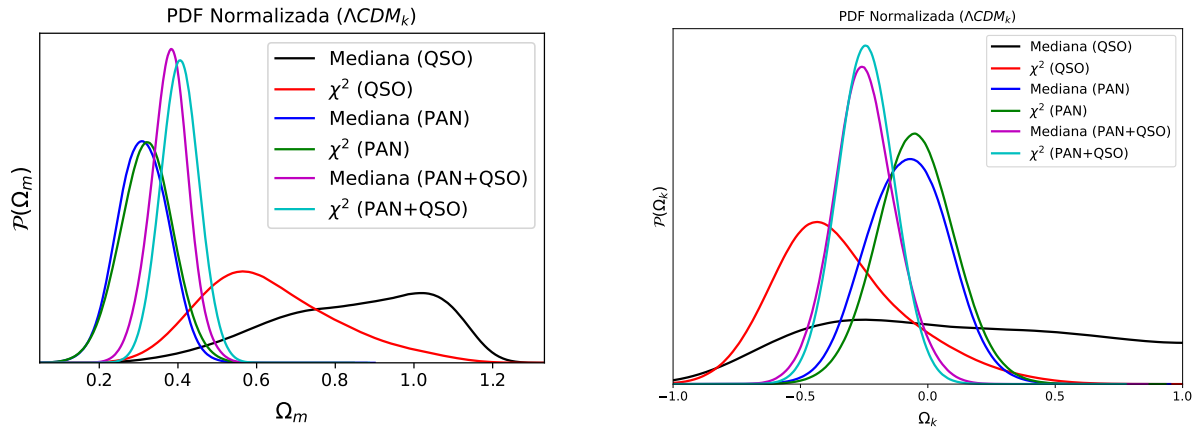 PDF Normalizada (ΛCDMₖ)
𝒫(Ωₘ)
Mediana (QSO)
χ² (QSO)
Mediana (PAN)
χ² (PAN)
Mediana (PAN+QSO)
χ² (PAN+QSO)
0.2 0.4 0.6 0.8 1.0 1.2
Ωₘ
PDF Normalizada (ΛCDMₖ)
𝒫(Ωₖ)
Mediana (QSO)
χ² (QSO)
Mediana (PAN)
χ² (PAN)
Mediana (PAN+QSO)
χ² (PAN+QSO)
−1.0 −0.5 0.0 0.5 1.0
Ωₖ